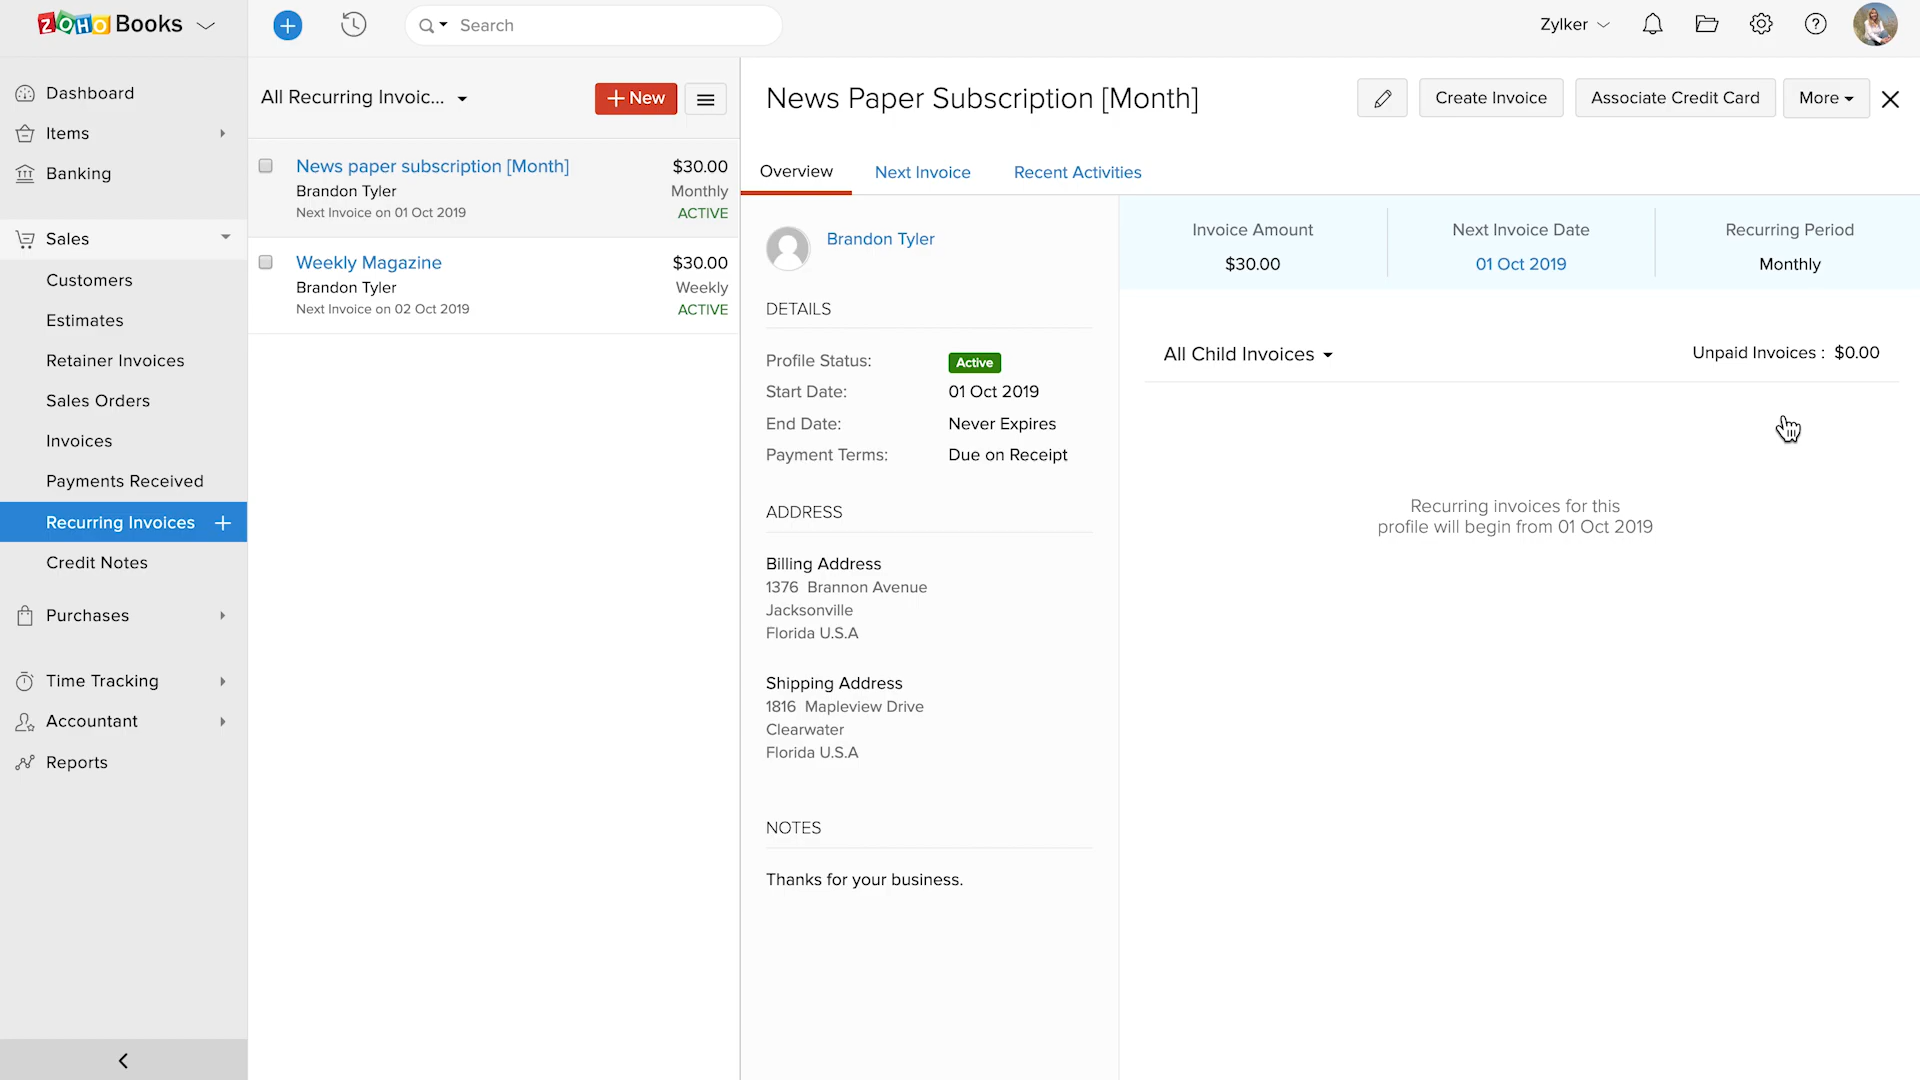 ZOHO Books
Search
Zylker
Dashboard
Items
Banking
Sales
Customers
Estimates
Retainer Invoices
Sales Orders
Invoices
Payments Received
Recurring Invoices
Credit Notes
Purchases
Time Tracking
Accountant
Reports
All Recurring Invoic...
New
News paper subscription [Month] $30.00
Brandon Tyler Monthly
Next Invoice on 01 Oct 2019 ACTIVE
Weekly Magazine $30.00
Brandon Tyler Weekly
Next Invoice on 02 Oct 2019 ACTIVE
News Paper Subscription [Month]
Create Invoice
Associate Credit Card
More
Overview Next Invoice Recent Activities
Brandon Tyler
DETAILS
Profile Status: Active
Start Date: 01 Oct 2019
End Date: Never Expires
Payment Terms: Due on Receipt
ADDRESS
Billing Address
1376 Brannon Avenue
Jacksonville
Florida U.S.A
Shipping Address
1816 Mapleview Drive
Clearwater
Florida U.S.A
NOTES
Thanks for your business.
Invoice Amount Next Invoice Date Recurring Period
$30.00 01 Oct 2019 Monthly
All Child Invoices Unpaid Invoices : $0.00
Recurring invoices for this
profile will begin from 01 Oct 2019